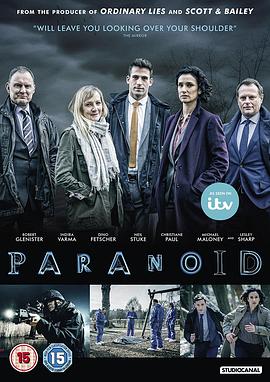 FROM THE PRODUCER OF ORDINARY LIES AND SCOTT & BAILEY
"WILL LEAVE YOU LOOKING OVER YOUR SHOULDER"
THE MIRROR
AS SEEN ON
itv
ROBERT GLENISTER
INDIRA VARMA
DINO FETSCHER
NEIL STUKE
CHRISTIANE PAUL
MICHAEL MALONEY
AND LESLEY SHARP
PARANOID
15
15
STUDIOCANAL